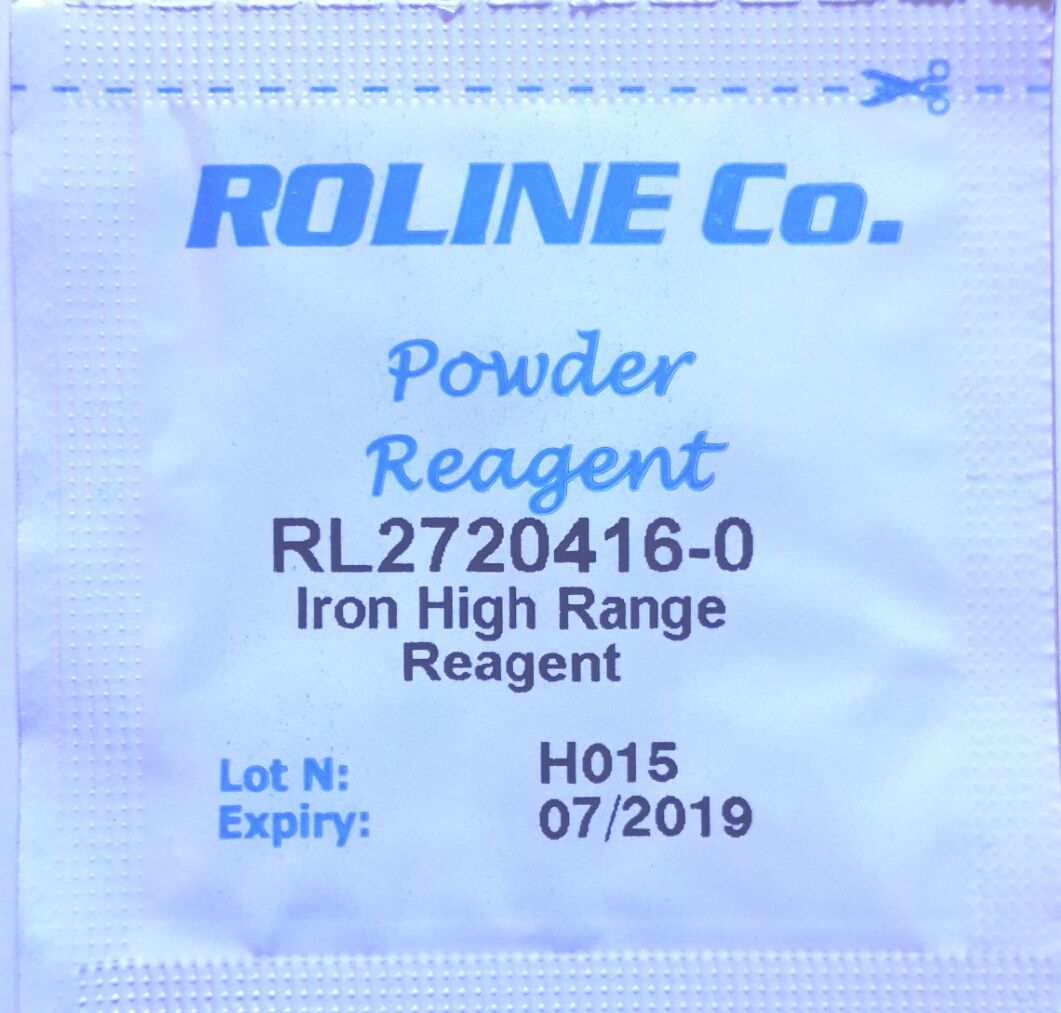 ROLINE Co.
Powder
Reagent
RL2720416-0
Iron High Range
Reagent
Lot N: H015
Expiry: 07/2019